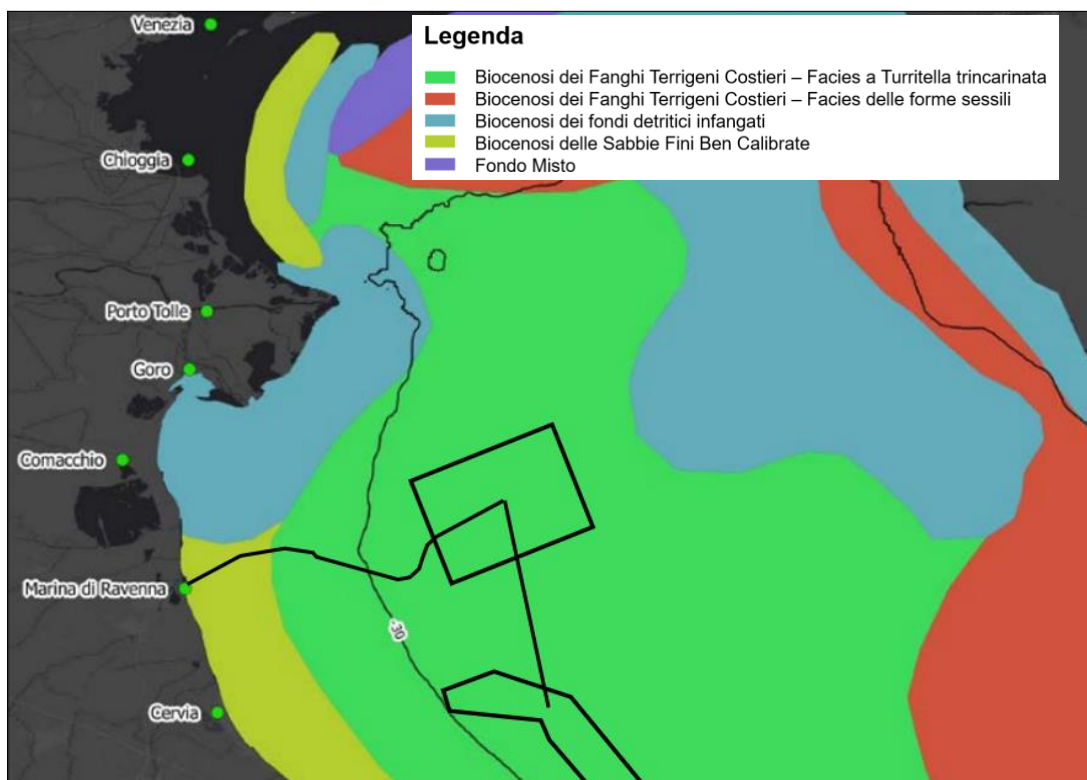 Venezia
Legenda
Biocenosi dei Fanghi Terrigeni Costieri – Facies a Turritella trincarinata
Biocenosi dei Fanghi Terrigeni Costieri – Facies delle forme sessili
Biocenosi dei fondi detritici infangati
Biocenosi delle Sabbie Fini Ben Calibrate
Fondo Misto
Chioggia
Porto Tolle
Goro
Comacchio
Marina di Ravenna
-30
Cervia